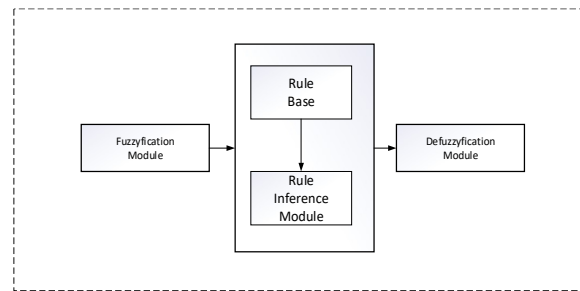 Rule
Base
Fuzzyfication
Module
Rule
Inference
Module
Defuzzyfication
Module